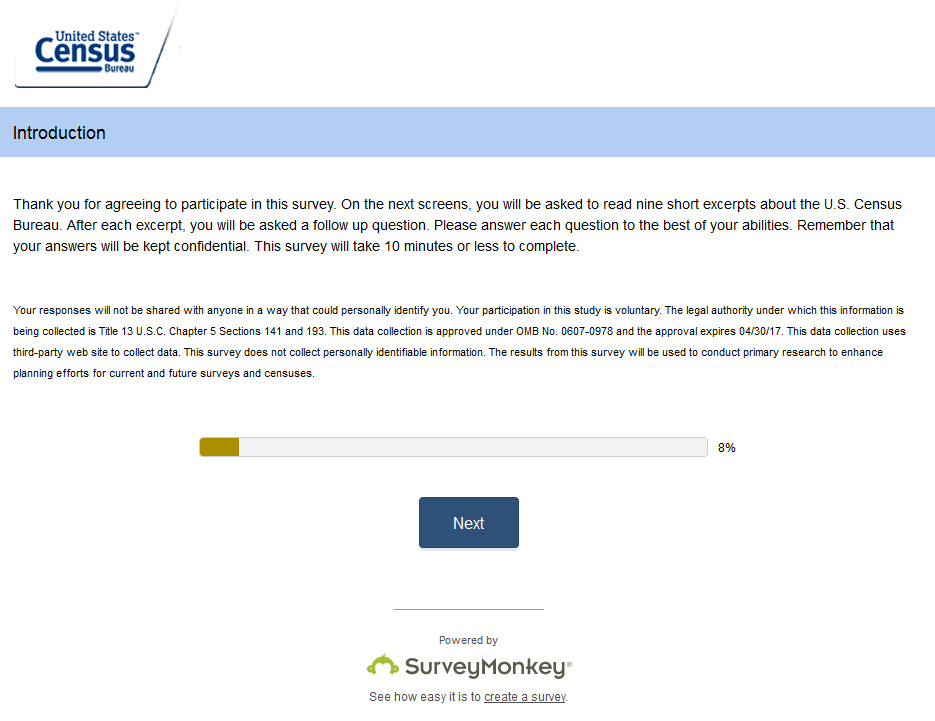 United States™
Census
Bureau
Introduction
Thank you for agreeing to participate in this survey. On the next screens, you will be asked to read nine short excerpts about the U.S. Census
Bureau. After each excerpt, you will be asked a follow up question. Please answer each question to the best of your abilities. Remember that
your answers will be kept confidential. This survey will take 10 minutes or less to complete.
Your responses will not be shared with anyone in a way that could personally identify you. Your participation in this study is voluntary. The legal authority under which this information is
being collected is Title 13 U.S.C. Chapter 5 Sections 141 and 193. This data collection is approved under OMB No. 0607-0978 and the approval expires 04/30/17. This data collection uses
third-party web site to collect data. This survey does not collect personally identifiable information. The results from this survey will be used to conduct primary research to enhance
planning efforts for current and future surveys and censuses.
8%
Next
Powered by
SurveyMonkey®
See how easy it is to create a survey.